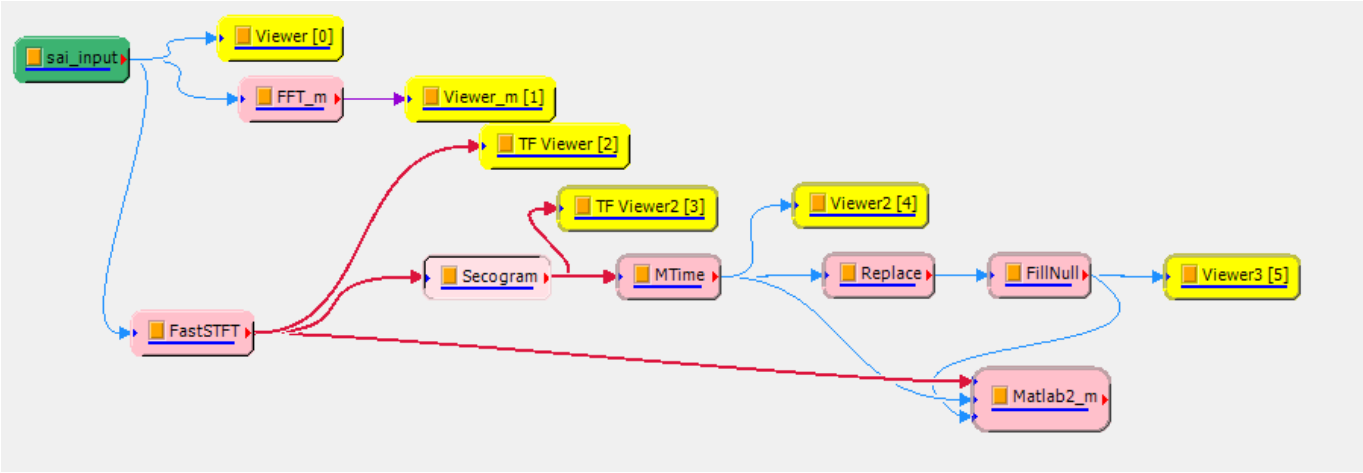 sai_input
Viewer [0]
FFT_m
Viewer_m [1]
TF Viewer [2]
TF Viewer2 [3]
Viewer2 [4]
Secogram
MTime
Replace
FillNull
Viewer3 [5]
FastSTFT
Matlab2_m